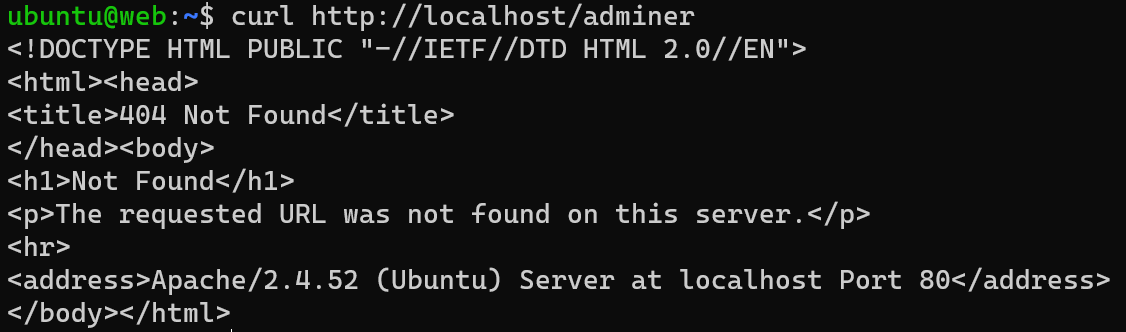 ubuntu@web:~$ curl http://localhost/adminer
<!DOCTYPE HTML PUBLIC "-//IETF//DTD HTML 2.0//EN">
<html><head>
<title>404 Not Found</title>
</head><body>
<h1>Not Found</h1>
<p>The requested URL was not found on this server.</p>
<hr>
<address>Apache/2.4.52 (Ubuntu) Server at localhost Port 80</address>
</body></html>